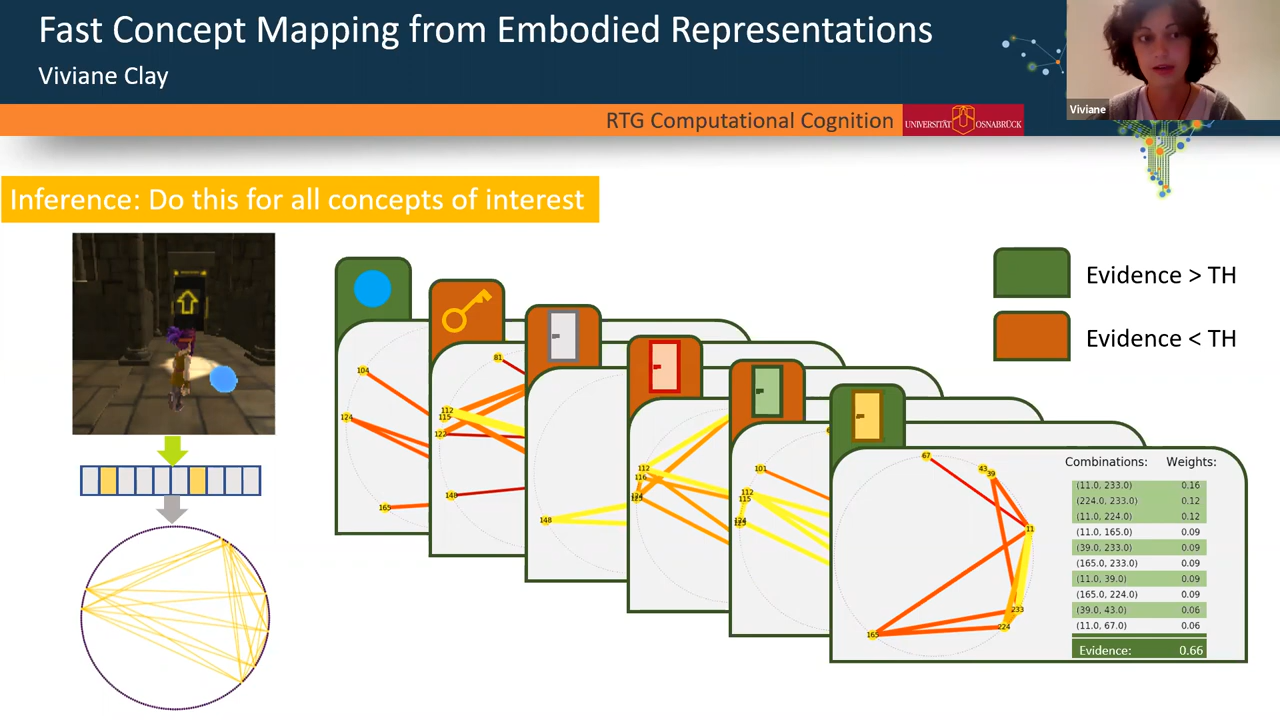 Fast Concept Mapping from Embodied Representations
Viviane Clay
Viviane
RTG Computational Cognition
UNIVERSITÄT OSNABRÜCK
Inference: Do this for all concepts of interest
Evidence > TH
Evidence < TH
104
124
165
81
112
115
122
148
148
112
116
124
101
112
115
124
67
43
39
11
233
224
165
Combinations: Weights:
(11.0, 233.0) 0.16
(224.0, 233.0) 0.12
(11.0, 224.0) 0.12
(11.0, 165.0) 0.09
(39.0, 233.0) 0.09
(165.0, 233.0) 0.09
(11.0, 39.0) 0.09
(165.0, 224.0) 0.09
(39.0, 43.0) 0.06
(11.0, 67.0) 0.06
Evidence: 0.66